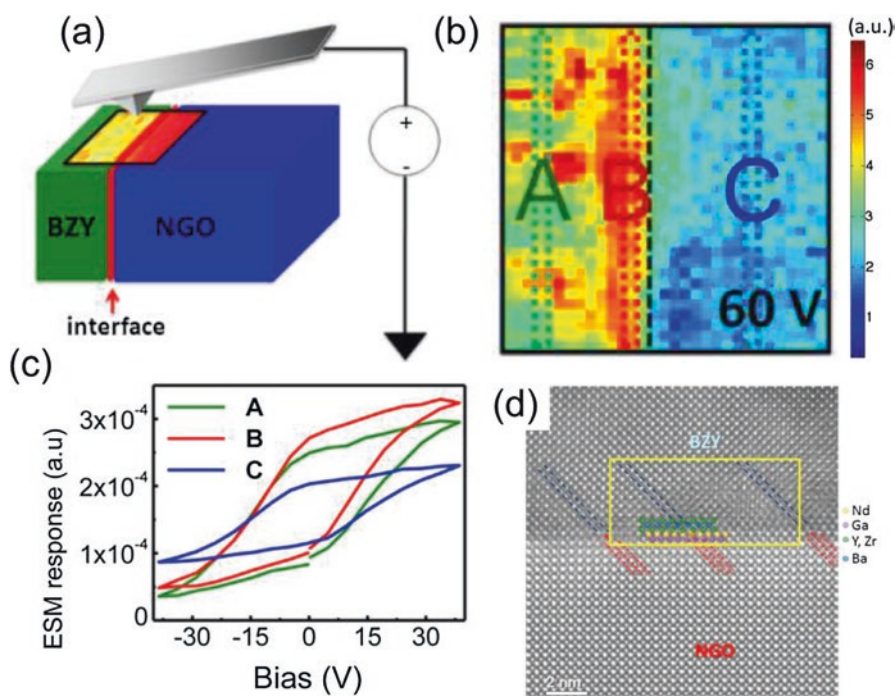 (a)
+
-
BZY
NGO
interface
(b)
(a.u.)
6
5
4
3
2
1
A
B
C
60 V
(c)
ESM response (a.u)
3x10⁻⁴
2x10⁻⁴
1x10⁻⁴
0
A
B
C
-30
-15
0
15
30
Bias (V)
(d)
BZY
Nd
Ga
Y, Zr
Ba
NGO
2 nm